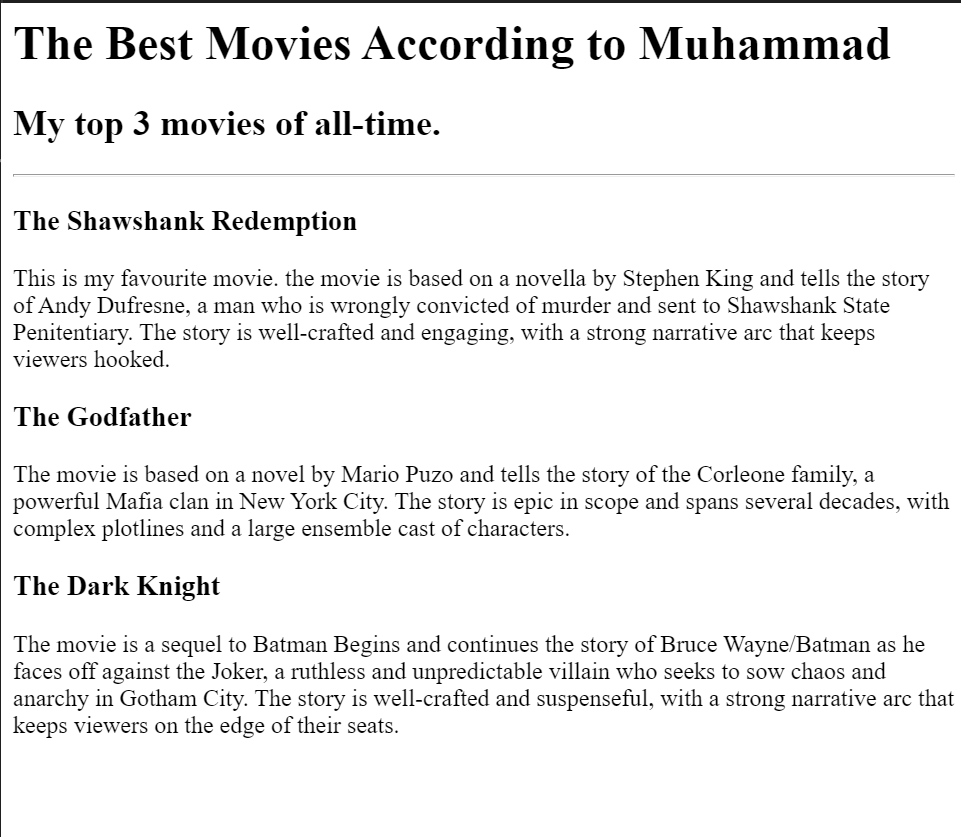 The Best Movies According to Muhammad
My top 3 movies of all-time.
The Shawshank Redemption
This is my favourite movie. the movie is based on a novella by Stephen King and tells the story
of Andy Dufresne, a man who is wrongly convicted of murder and sent to Shawshank State
Penitentiary. The story is well-crafted and engaging, with a strong narrative arc that keeps
viewers hooked.
The Godfather
The movie is based on a novel by Mario Puzo and tells the story of the Corleone family, a
powerful Mafia clan in New York City. The story is epic in scope and spans several decades, with
complex plotlines and a large ensemble cast of characters.
The Dark Knight
The movie is a sequel to Batman Begins and continues the story of Bruce Wayne/Batman as he
faces off against the Joker, a ruthless and unpredictable villain who seeks to sow chaos and
anarchy in Gotham City. The story is well-crafted and suspenseful, with a strong narrative arc that
keeps viewers on the edge of their seats.